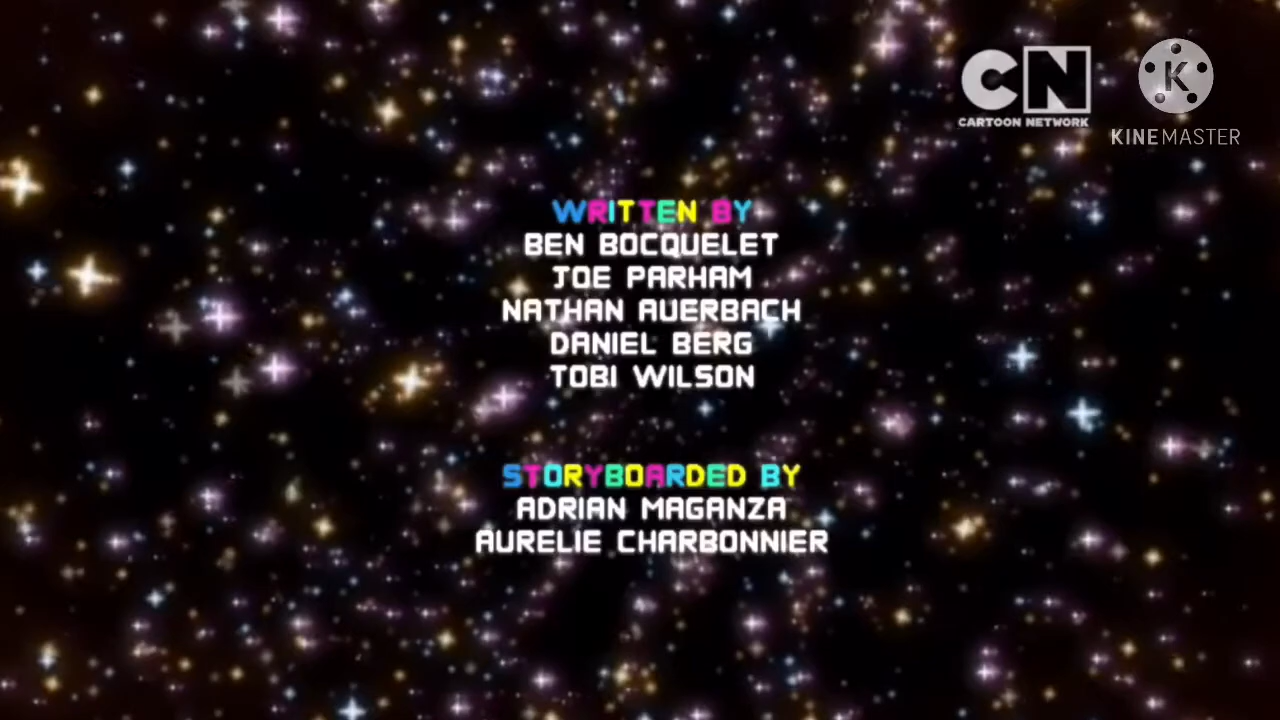 CN
CARTOON NETWORK
K
KINEMASTER
WRITTEN BY
BEN BOCQUELET
JOE PARHAM
NATHAN AUERBACH
DANIEL BERG
TOBI WILSON
STORYBOARDED BY
ADRIAN MAGANZA
AURELIE CHARBONNIER